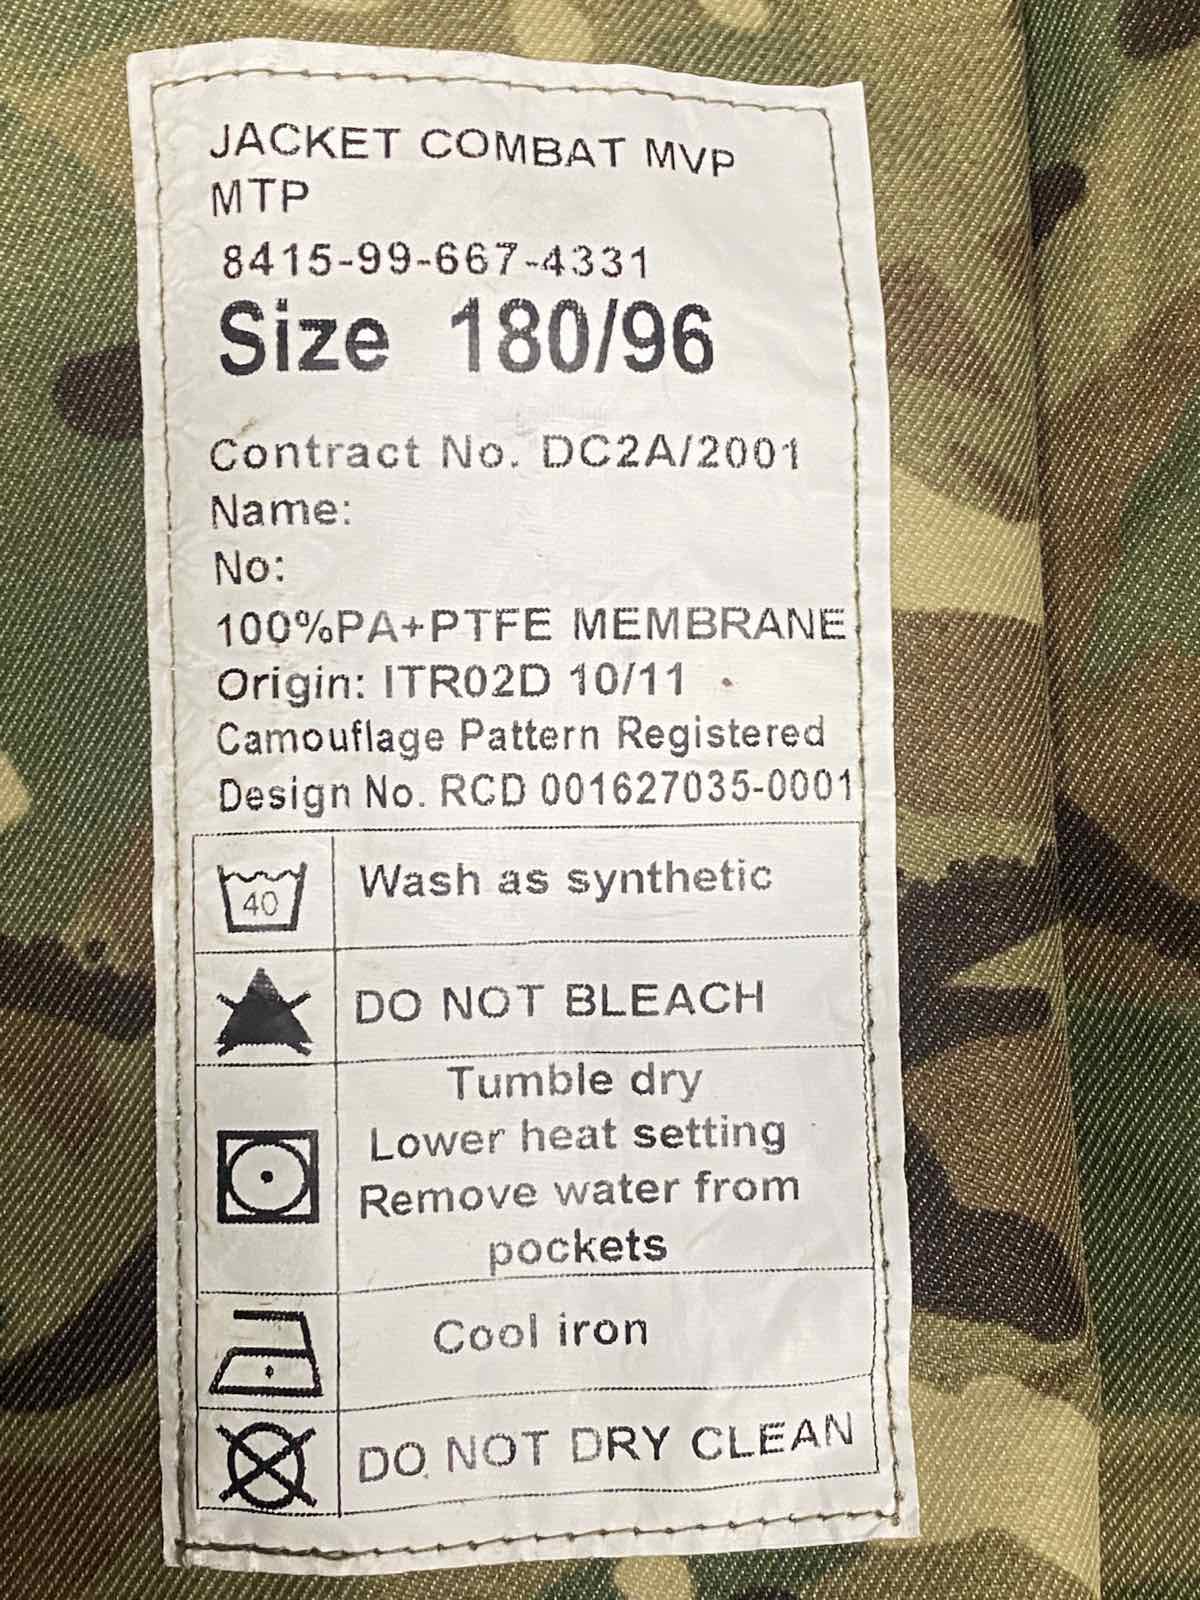 JACKET COMBAT MVP
MTP
8415-99-667-4331
Size 180/96
Contract No. DC2A/2001
Name:
No:
100%PA+PTFE MEMBRANE
Origin: ITR02D 10/11
Camouflage Pattern Registered
Design No. RCD 001627035-0001
40 Wash as synthetic
DO NOT BLEACH
Tumble dry
Lower heat setting
Remove water from
pockets
Cool iron
DO NOT DRY CLEAN